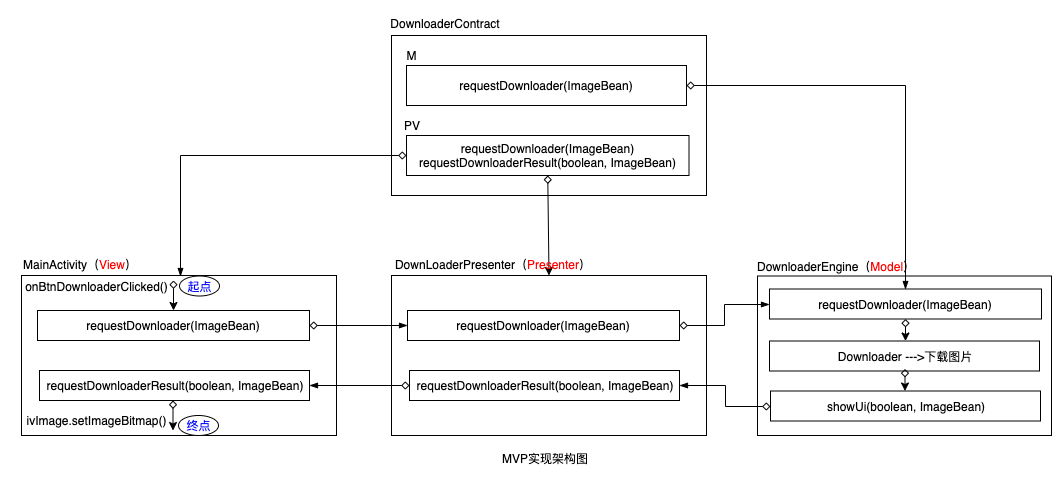 DownloaderContract
M
requestDownloader(ImageBean)
PV
requestDownloader(ImageBean)
requestDownloaderResult(boolean, ImageBean)
MainActivity（View）
onBtnDownloaderClicked()
起点
requestDownloader(ImageBean)
requestDownloaderResult(boolean, ImageBean)
ivImage.setImageBitmap()
终点
DownLoaderPresenter（Presenter）
requestDownloader(ImageBean)
requestDownloaderResult(boolean, ImageBean)
DownloaderEngine（Model）
requestDownloader(ImageBean)
Downloader --->下载图片
showUi(boolean, ImageBean)
MVP实现架构图